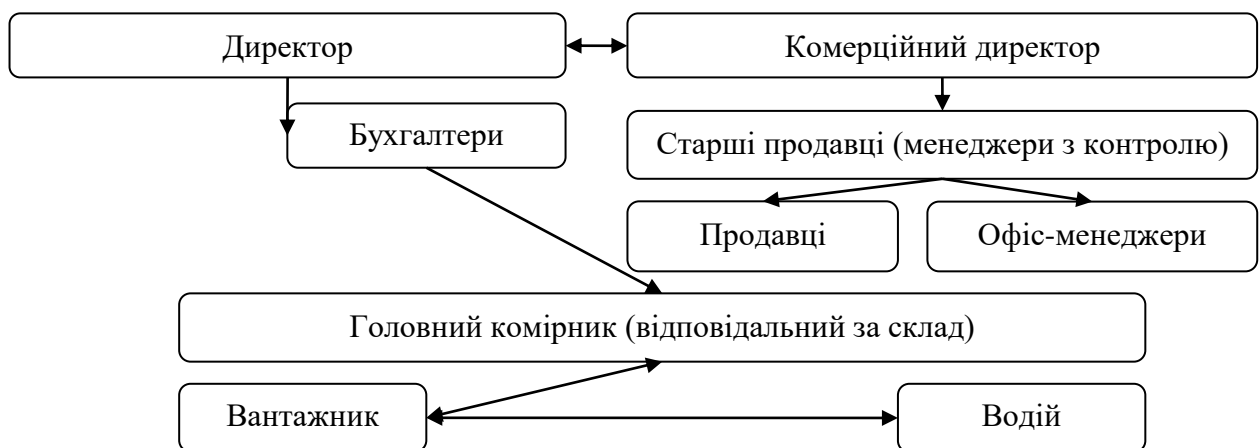 Директор
Комерційний директор
Бухгалтери
Старші продавці (менеджери з контролю)
Продавці
Офіс-менеджери
Головний комірник (відповідальний за склад)
Вантажник
Водій